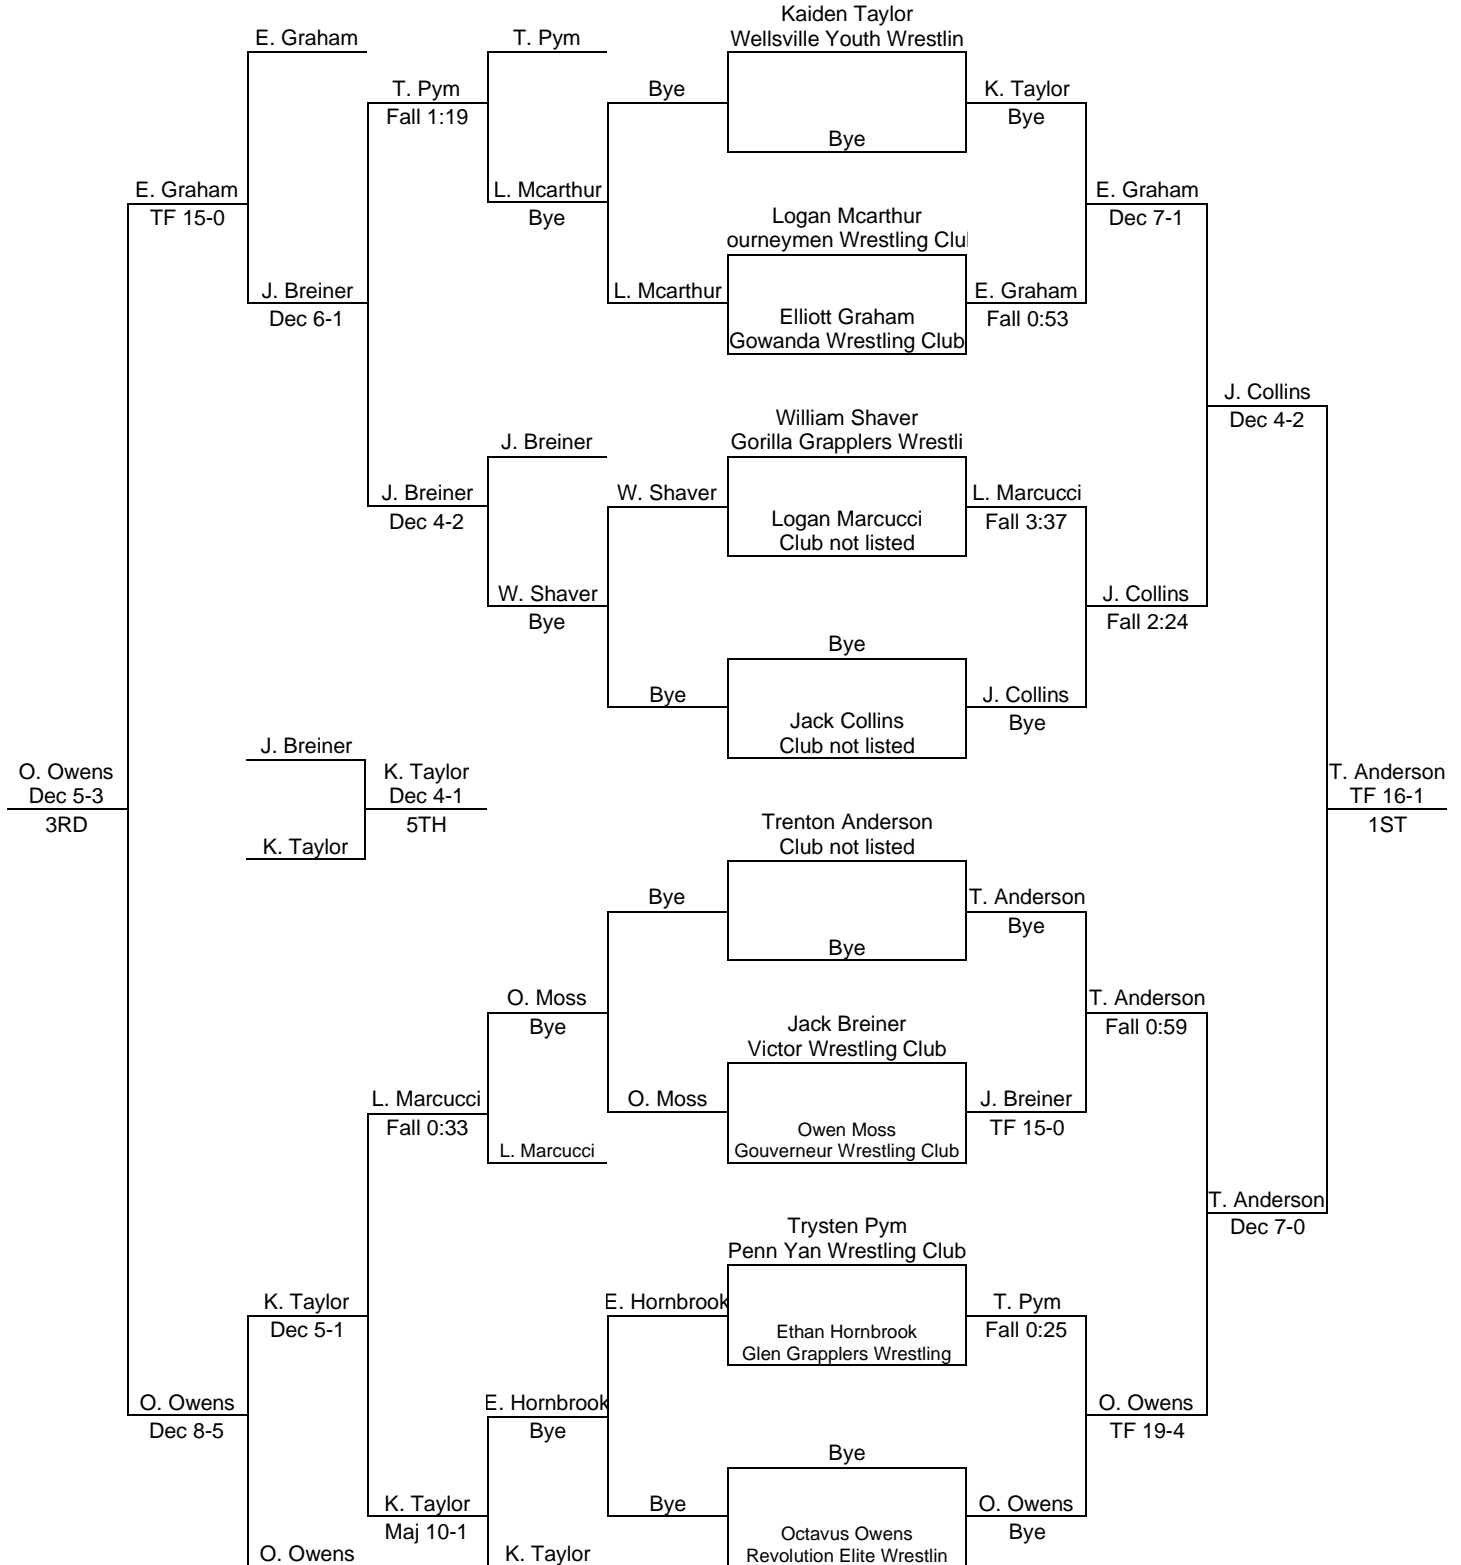 Kaiden Taylor
E. Graham
T. Pym
Wellsville Youth Wrestlin
T. Pym
Bye
K. Taylor
Fall 1:19
Bye
Bye
E. Graham
L. Mcarthur
E. Graham
TF 15-0
Bye
Logan Mcarthur
Dec 7-1
ourneymen Wrestling Clu
J. Breiner
L. Mcarthur
E. Graham
Dec 6-1
Elliott Graham
Fall 0:53
Gowanda Wrestling Club
J. Collins
William Shaver
Dec 4-2
J. Breiner
Gorilla Grapplers Wrestli
J. Breiner
W. Shaver
L. Marcucci
Dec 4-2
Logan Marcucci
Fall 3:37
Club not listed
W. Shaver
J. Collins
Bye
Fall 2:24
Bye
Bye
J. Collins
Jack Collins
Bye
J. Breiner
Club not listed
O. Owens
K. Taylor
T. Anderson
Dec 5-3
Dec 4-1
TF 16-1
3RD
5TH
Trenton Anderson
1ST
K. Taylor
Club not listed
Bye
T. Anderson
Bye
Bye
O. Moss
T. Anderson
Bye
Jack Breiner
Fall 0:59
Victor Wrestling Club
L. Marcucci
O. Moss
J. Breiner
Fall 0:33
Owen Moss
TF 15-0
L. Marcucci
Gouverneur Wrestling Club
T. Anderson
Trysten Pym
Dec 7-0
Penn Yan Wrestling Club
K. Taylor
E. Hornbrook
T. Pym
Dec 5-1
Ethan Hornbrook
Fall 0:25
Glen Grapplers Wrestling
O. Owens
E. Hornbrook
O. Owens
Dec 8-5
Bye
TF 19-4
Bye
K. Taylor
Bye
O. Owens
Maj 10-1
Octavus Owens
Bye
O. Owens
K. Taylor
Revolution Elite Wrestlin